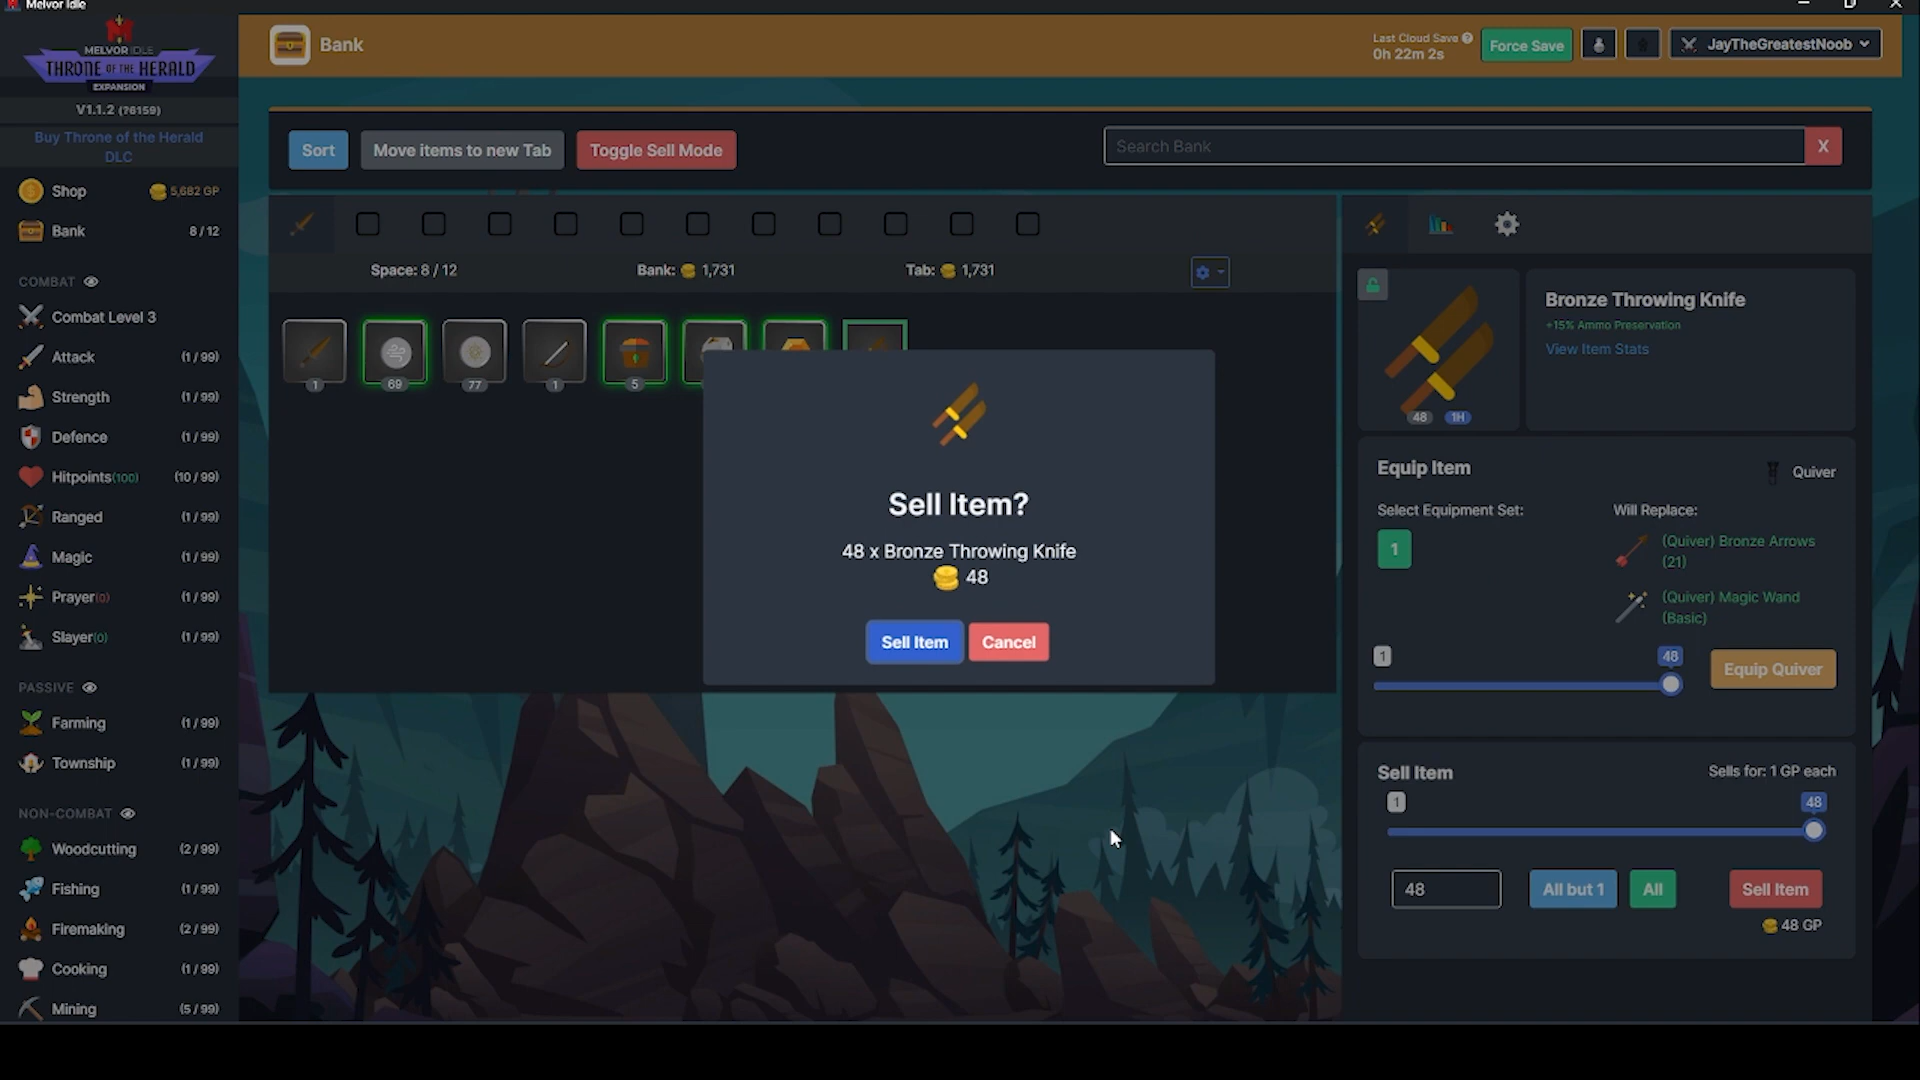 Melvor Idle
MELVOR IDLE
THRONE OF THE HERALD
EXPANSION
V1.1.2 (?6159)
Buy Throne of the Herald
DLC
Shop 5,682 GP
Bank 8 / 12
COMBAT
Combat Level 3
Attack (1 / 99)
Strength (1 / 99)
Defence (1 / 99)
Hitpoints(100) (10 / 99)
Ranged (1 / 99)
Magic (1 / 99)
Prayer(0) (1 / 99)
Slayer(0) (1 / 99)
PASSIVE
Farming (1 / 99)
Township (1 / 99)
NON-COMBAT
Woodcutting (2 / 99)
Fishing (1 / 99)
Firemaking (2 / 99)
Cooking (1 / 99)
Mining (5 / 99)
Bank
Last Cloud Save ?
0h 22m 2s
Force Save
JayTheGreatestNoob
Sort
Move items to new Tab
Toggle Sell Mode
Search Bank
X
Space: 8 / 12
Bank: 1,731
Tab: 1,731
1
69
77
1
5
Sell Item?
48 x Bronze Throwing Knife
48
Sell Item
Cancel
Bronze Throwing Knife
+15% Ammo Preservation
View Item Stats
48 1H
Equip Item
Quiver
Select Equipment Set:
Will Replace:
1
(Quiver) Bronze Arrows
(21)
(Quiver) Magic Wand
(Basic)
1
48
Equip Quiver
Sell Item
Sells for: 1 GP each
1
48
48
All but 1
All
Sell Item
48 GP